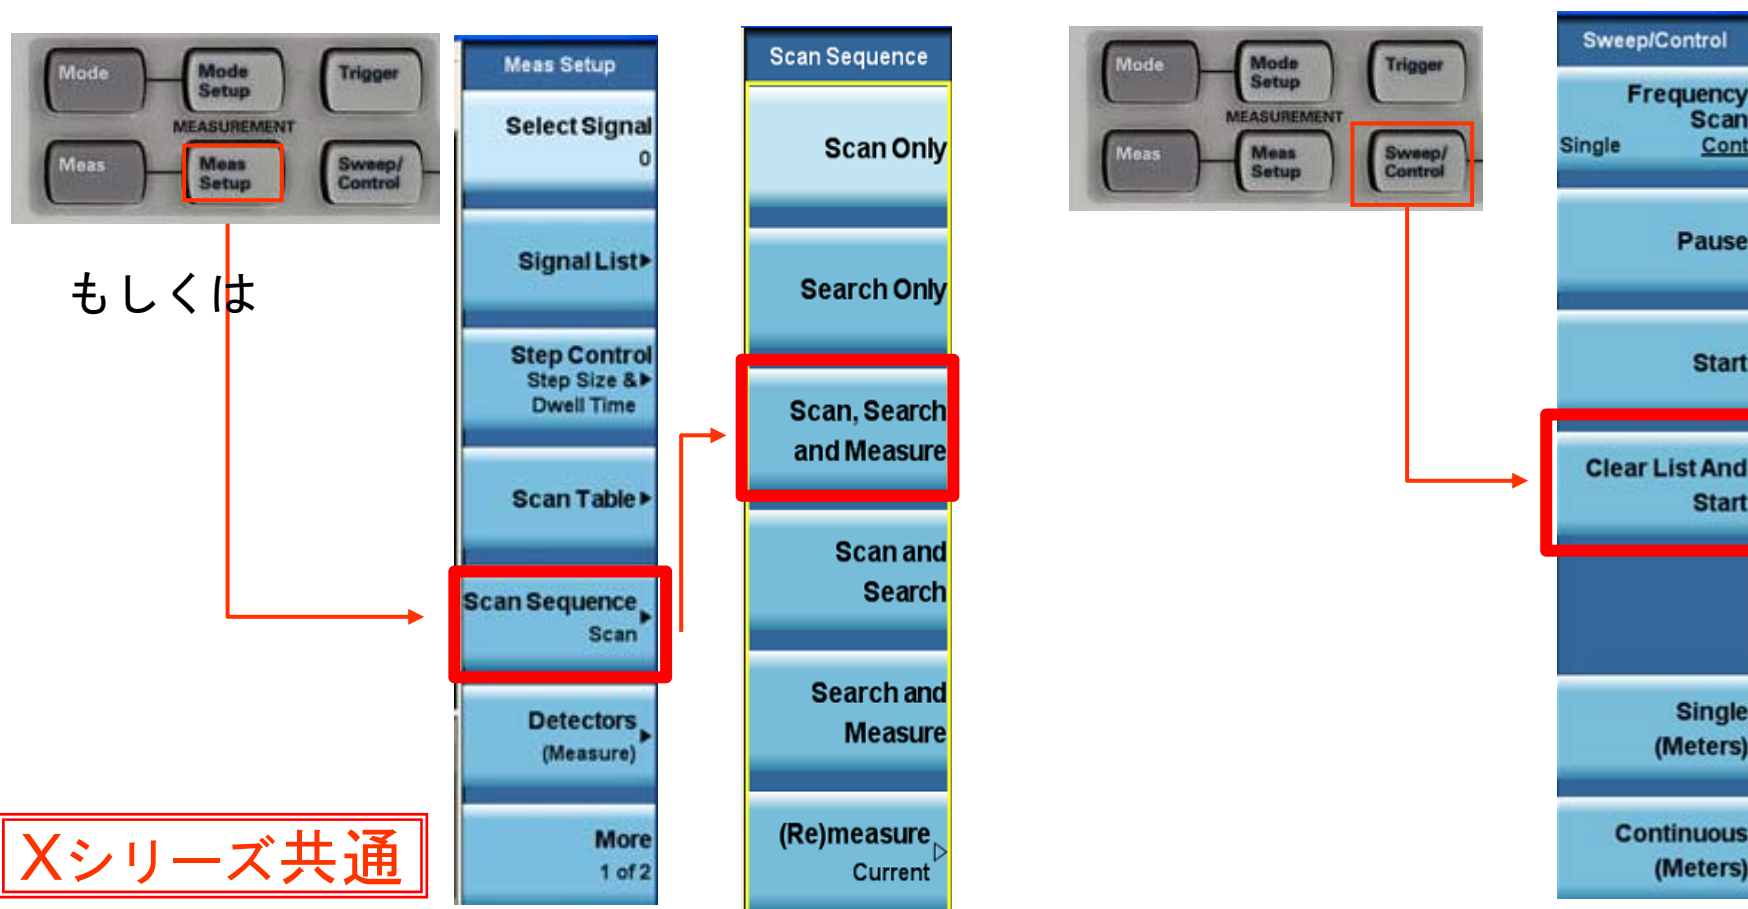 Mode
Mode
Setup
Trigger
MEASUREMENT
Meas
Meas
Setup
Sweep/
Control
もしくは
Xシリーズ共通
Meas Setup
Select Signal
0
Signal List
Step Control
Step Size &
Dwell Time
Scan Table
Scan Sequence
Scan
Detectors
(Measure)
More
1 of 2
Scan Sequence
Scan Only
Search Only
Scan, Search
and Measure
Scan and
Search
Search and
Measure
(Re)measure
Current
Mode
Mode
Setup
Trigger
MEASUREMENT
Meas
Meas
Setup
Sweep/
Control
Sweep/Control
Frequency
Scan
Single Cont
Pause
Start
Clear List And
Start
Single
(Meters)
Continuous
(Meters)